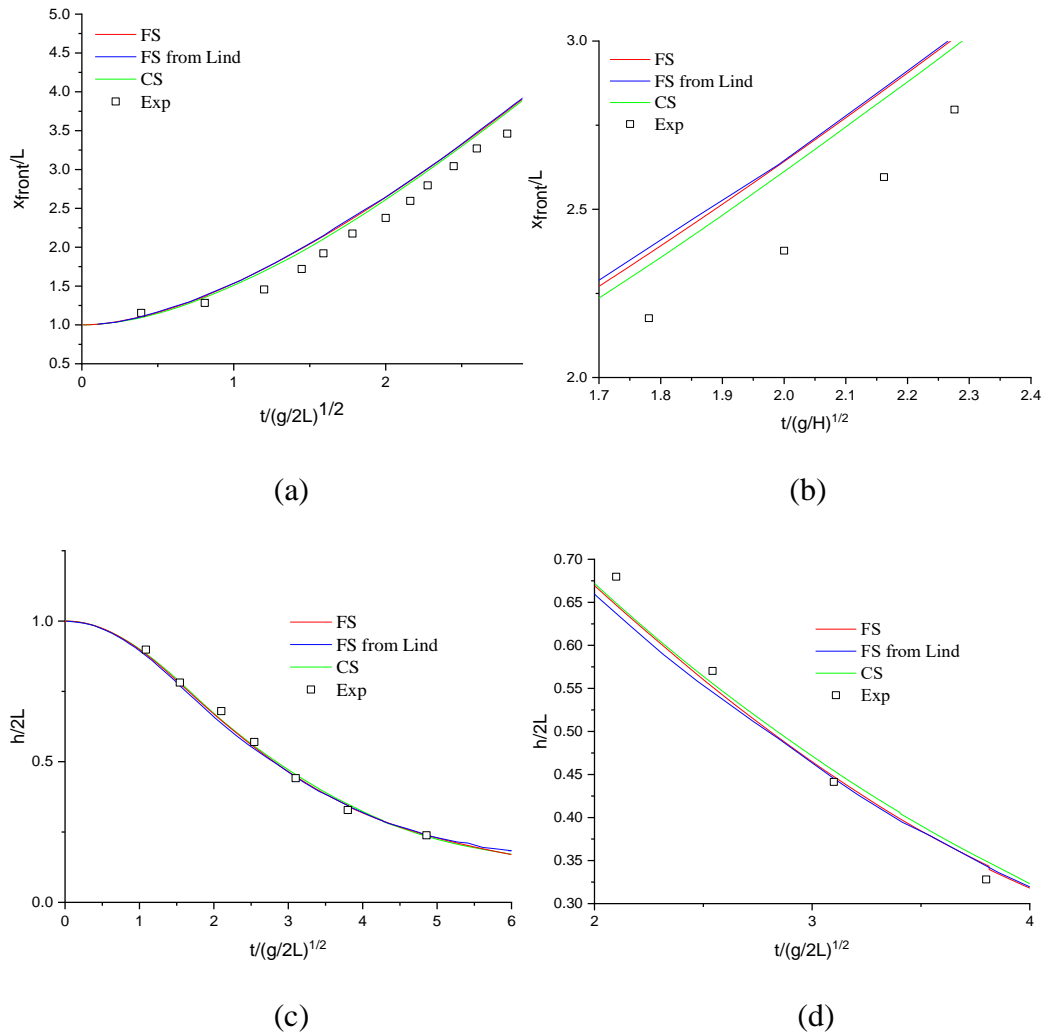 5.0
4.5
4.0
3.5
3.0
2.5
2.0
1.5
1.0
0.5
x_front/L
FS
FS from Lind
CS
Exp
0 1 2
t/(g/2L)^1/2
(a)
3.0
2.5
2.0
x_front/L
FS
FS from Lind
CS
Exp
1.7 1.8 1.9 2.0 2.1 2.2 2.3 2.4
t/(g/H)^1/2
(b)
1.0
0.5
0.0
h/2L
FS
FS from Lind
CS
Exp
0 1 2 3 4 5 6
t/(g/2L)^1/2
(c)
0.70
0.65
0.60
0.55
0.50
0.45
0.40
0.35
0.30
h/2L
FS
FS from Lind
CS
Exp
2 3 4
t/(g/2L)^1/2
(d)